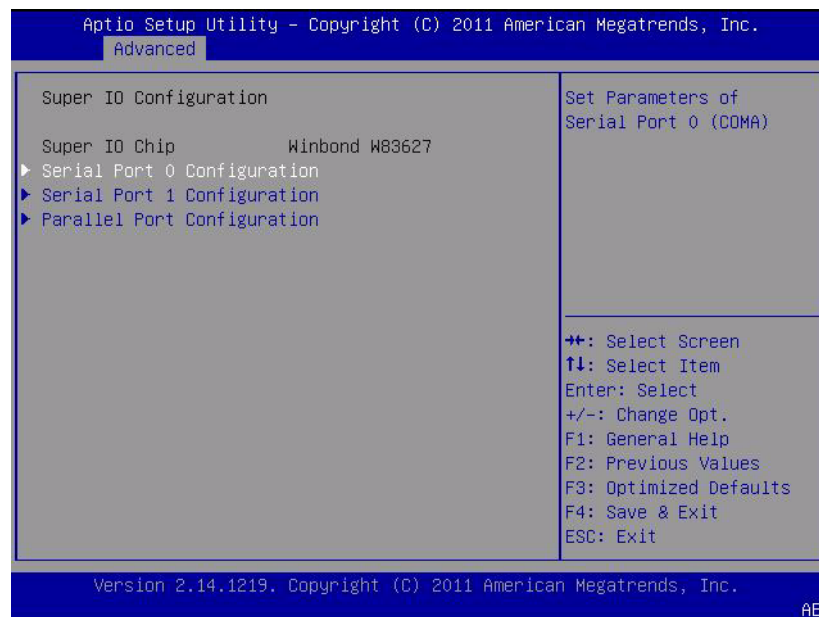 Aptio Setup Utility – Copyright (C) 2011 American Megatrends, Inc.
Advanced
Super IO Configuration
Super IO Chip Winbond W83627
Serial Port 0 Configuration
Serial Port 1 Configuration
Parallel Port Configuration
Set Parameters of
Serial Port 0 (COMA)
→←: Select Screen
↑↓: Select Item
Enter: Select
+/-: Change Opt.
F1: General Help
F2: Previous Values
F3: Optimized Defaults
F4: Save & Exit
ESC: Exit
Version 2.14.1219. Copyright (C) 2011 American Megatrends, Inc.
AB